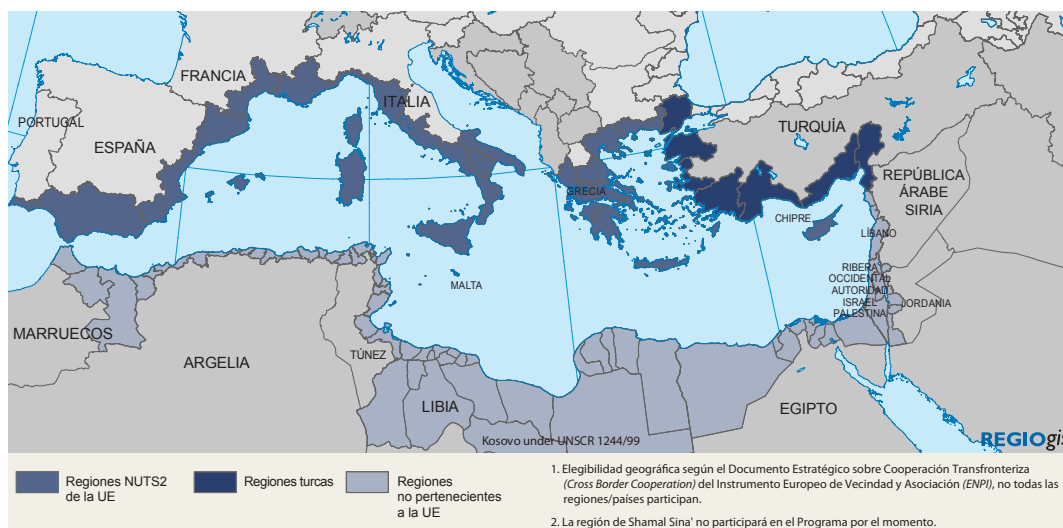 FRANCIA
ITALIA
PORTUGAL
ESPAÑA
TURQUÍA
GRECIA
REPÚBLICA
ÁRABE
SIRIA
CHIPRE
LÍBANO
MALTA
RIBERA
OCCIDENTAL
AUTORIDAD
ISRAEL
PALESTINA
JORDANIA
MARRUECOS
ARGELIA
TÚNEZ
LIBIA
EGIPTO
Kosovo under UNSCR 1244/99
REGIOgis
Regiones NUTS2
de la UE
Regiones turcas
Regiones
no pertenecientes
a la UE
1. Elegibilidad geográfica según el Documento Estratégico sobre Cooperación Transfronteriza
(Cross Border Cooperation) del Instrumento Europeo de Vecindad y Asociación (ENPI), no todas las
regiones/países participan.
2. La región de Shamal Sina' no participará en el Programa por el momento.